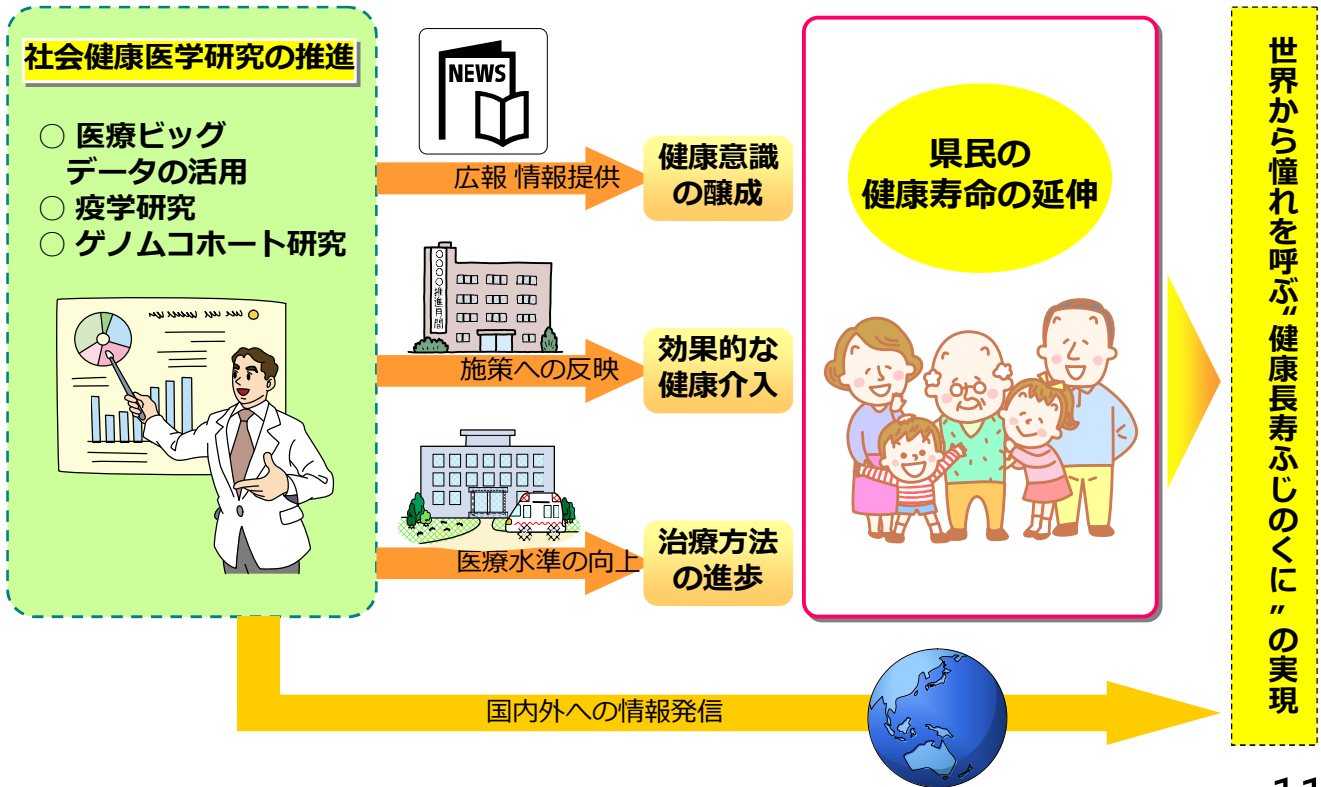 社会健康医学研究の推進
○ 医療ビッグ
データの活用
○ 疫学研究
○ ゲノムコホート研究
NEWS
広報 情報提供
健康意識
の醸成
○○○○推進月間
施策への反映
効果的な
健康介入
医療水準の向上
治療方法
の進歩
県民の
健康寿命の延伸
国内外への情報発信
世界から憧れを呼ぶ“健康長寿ふじのくに”の実現